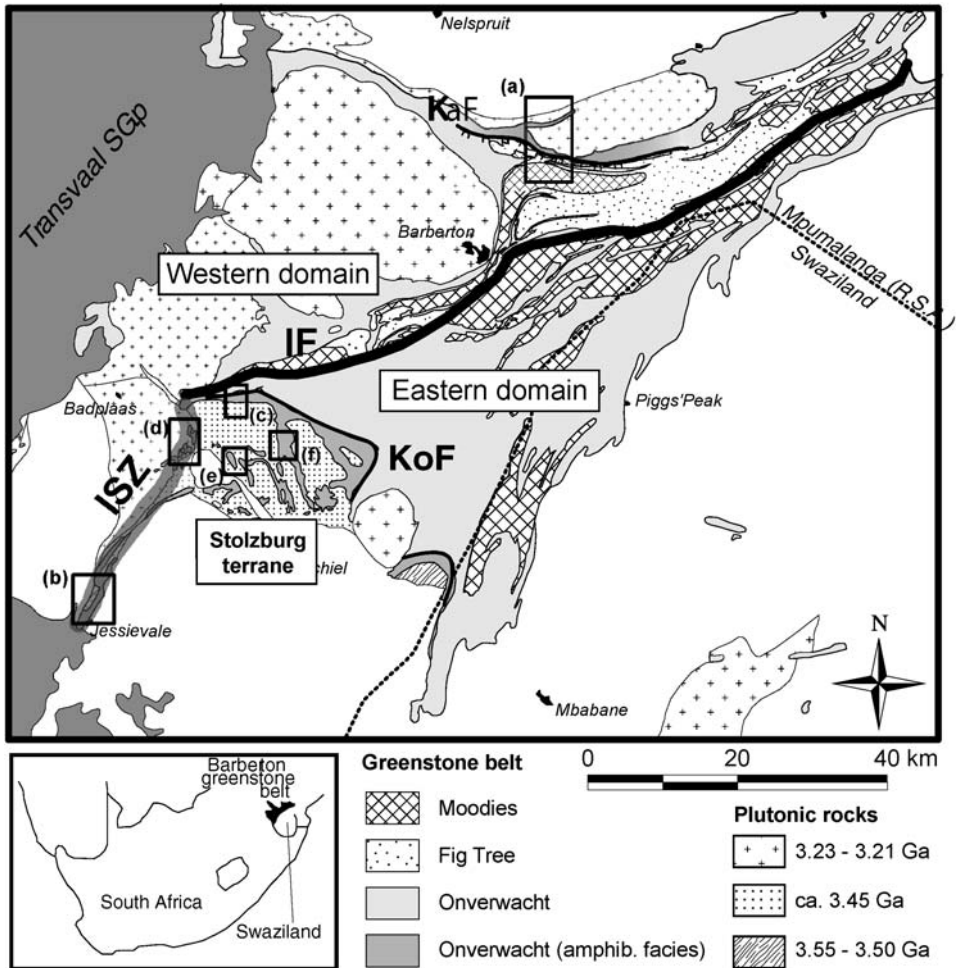 Nelspruit
(a)
KaF
Transvaal SGp
Barberton
Mpumalanga (R.S.
Swaziland
Western domain
IF
Eastern domain
Badplaas
(c)
Piggs'Peak
(d)
(f)
KoF
(e)
ISZ
Stolzburg
terrane
chiel
(b)
Jessievale
N
Mbabane
Barberton
greenstone
belt
South Africa
Swaziland
Greenstone belt
Moodies
Fig Tree
Onverwacht
Onverwacht (amphib. facies)
0 20 40 km
Plutonic rocks
3.23 - 3.21 Ga
ca. 3.45 Ga
3.55 - 3.50 Ga